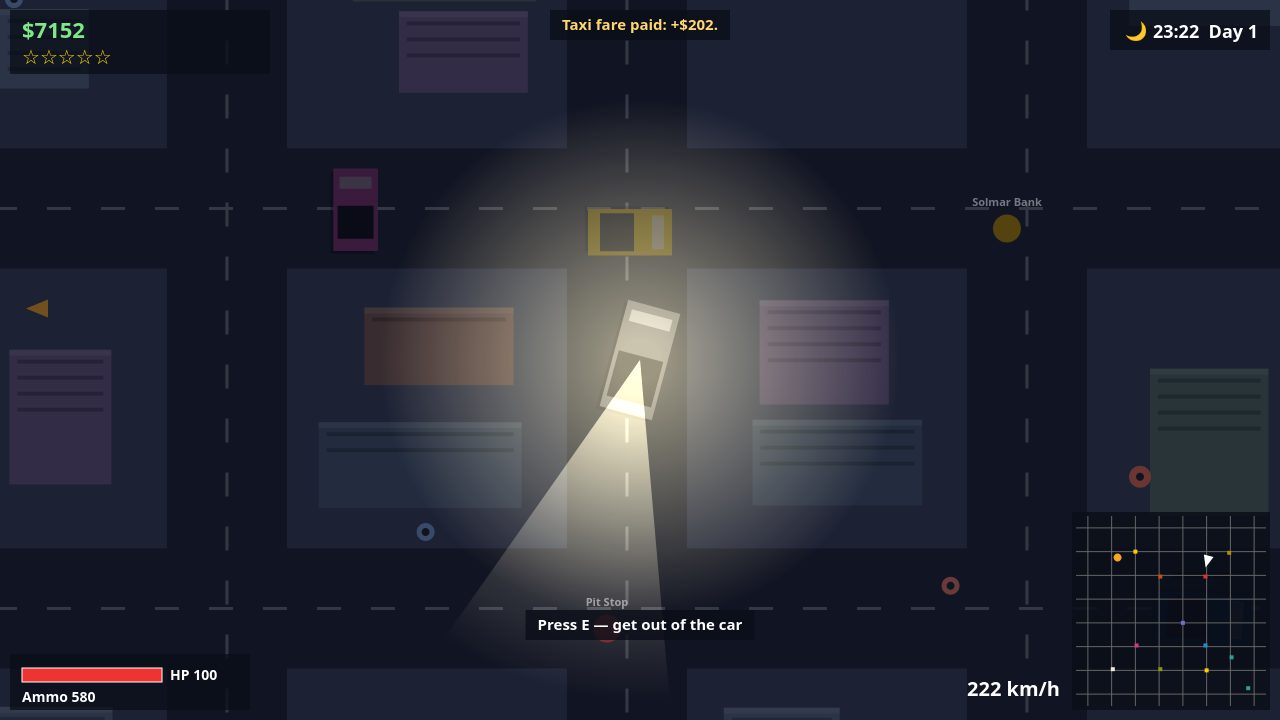 $7152
Taxi fare paid: +$202.
23:22 Day 1
Solmar Bank
Pit Stop
Press E — get out of the car
HP 100
Ammo 580
222 km/h